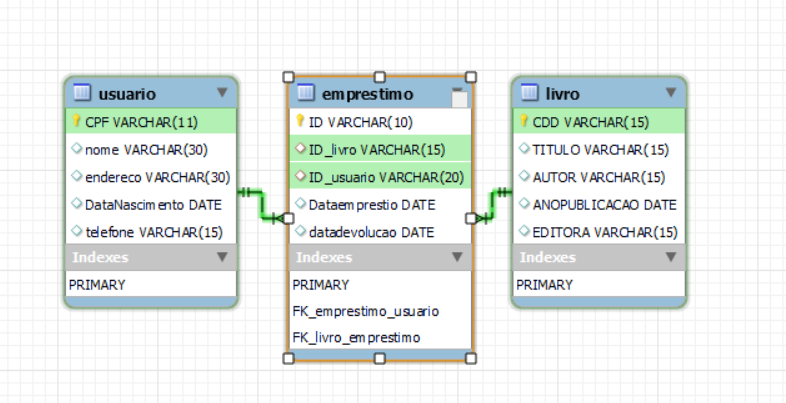 usuario
CPF VARCHAR(11)
nome VARCHAR(30)
endereco VARCHAR(30)
DataNascimento DATE
telefone VARCHAR(15)
Indexes
PRIMARY
emprestimo
ID VARCHAR(10)
ID_livro VARCHAR(15)
ID_usuario VARCHAR(20)
Dataemprestio DATE
datadevolucao DATE
Indexes
PRIMARY
FK_emprestimo_usuario
FK_livro_emprestimo
livro
CDD VARCHAR(15)
TITULO VARCHAR(15)
AUTOR VARCHAR(15)
ANOPUBLICACAO DATE
EDITORA VARCHAR(15)
Indexes
PRIMARY